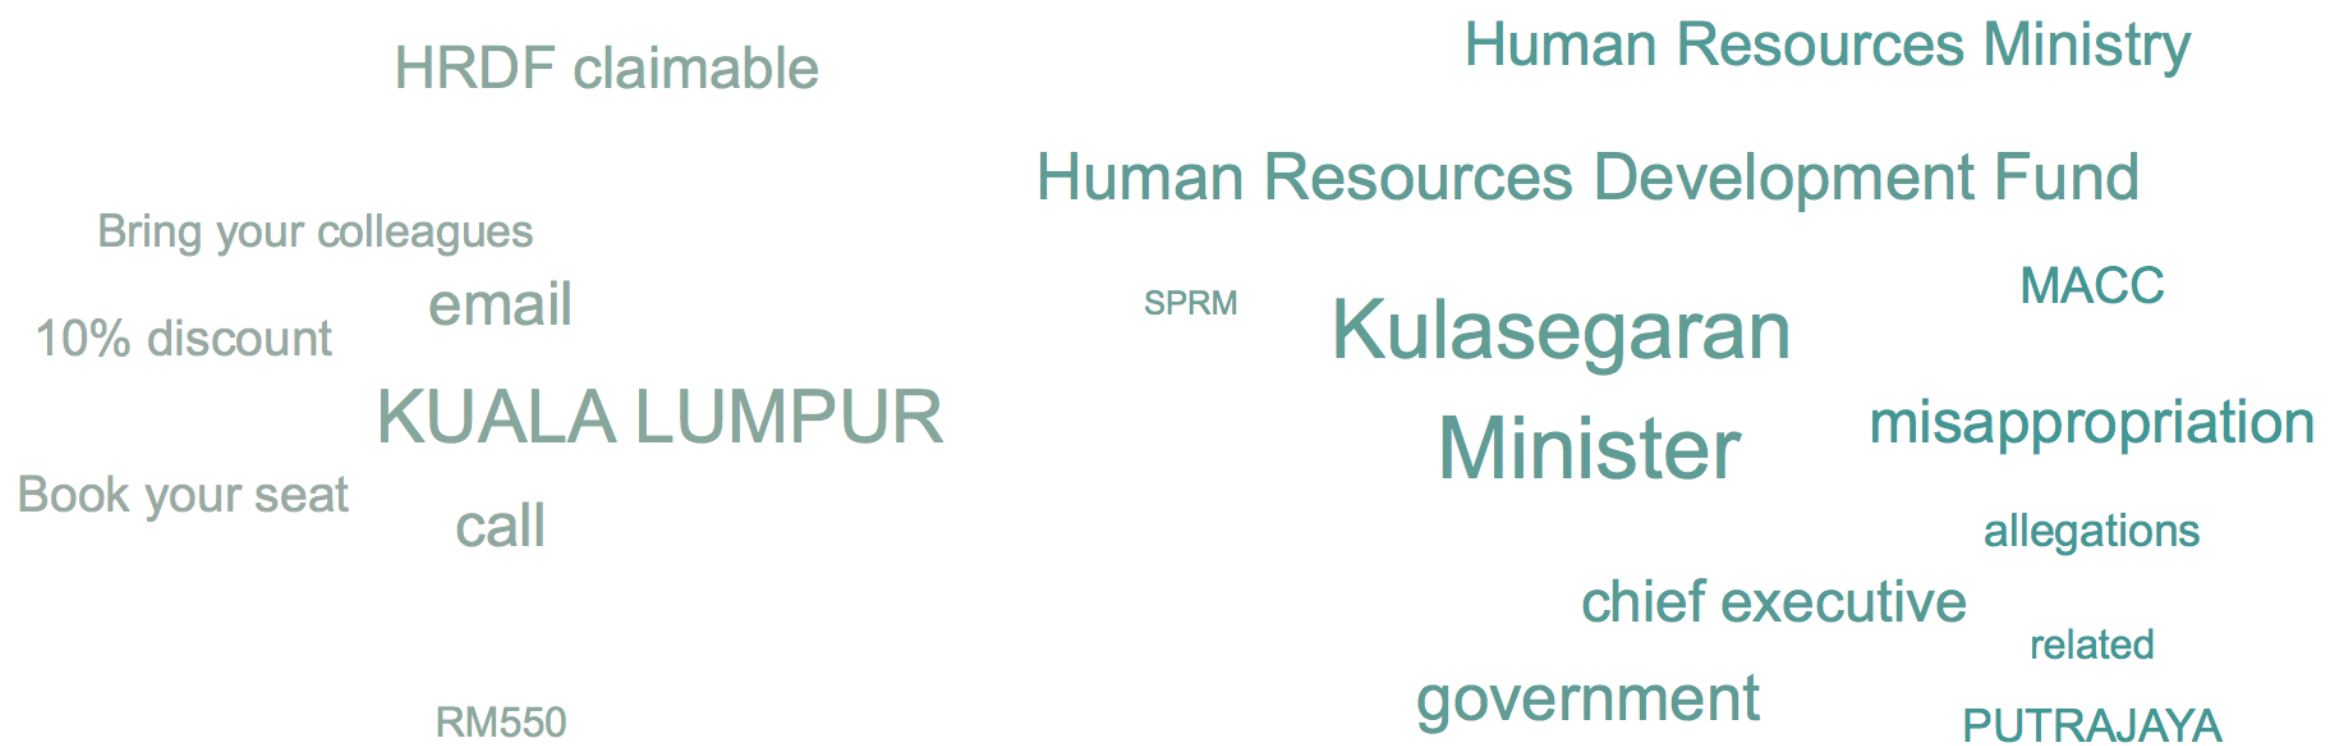 HRDF claimable
Human Resources Ministry
Human Resources Development Fund
Bring your colleagues
email
SPRM
Kulasegaran
MACC
10% discount
KUALA LUMPUR
Minister
misappropriation
Book your seat
call
allegations
chief executive
related
RM550
government
PUTRAJAYA